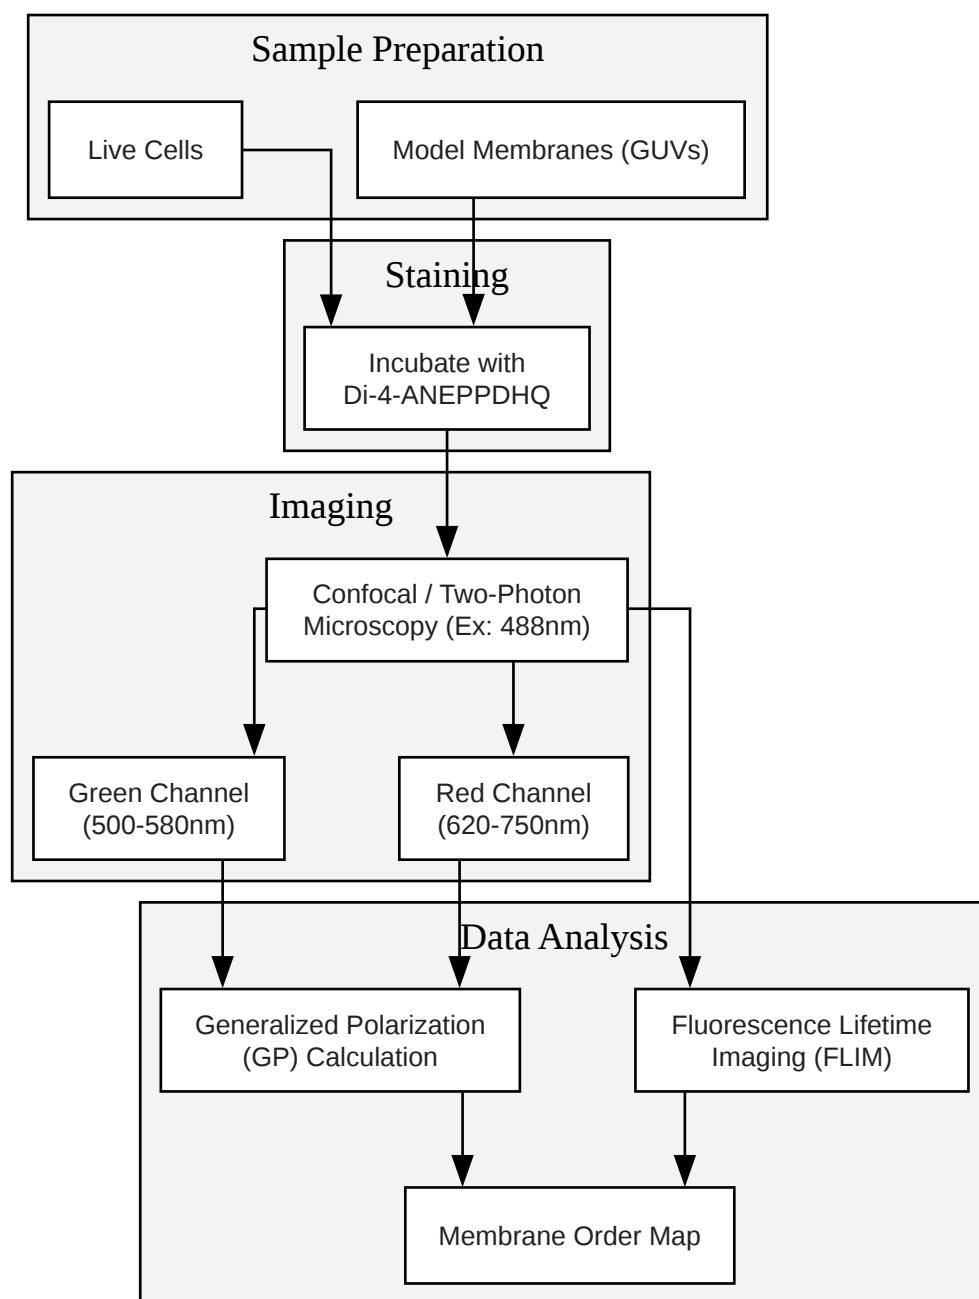 Sample Preparation
Live Cells
Model Membranes (GUVs)
Staining
Incubate with
Di-4-ANEPPDHQ
Imaging
Confocal / Two-Photon
Microscopy (Ex: 488nm)
Green Channel
(500-580nm)
Red Channel
(620-750nm)
Data Analysis
Generalized Polarization
(GP) Calculation
Fluorescence Lifetime
Imaging (FLIM)
Membrane Order Map